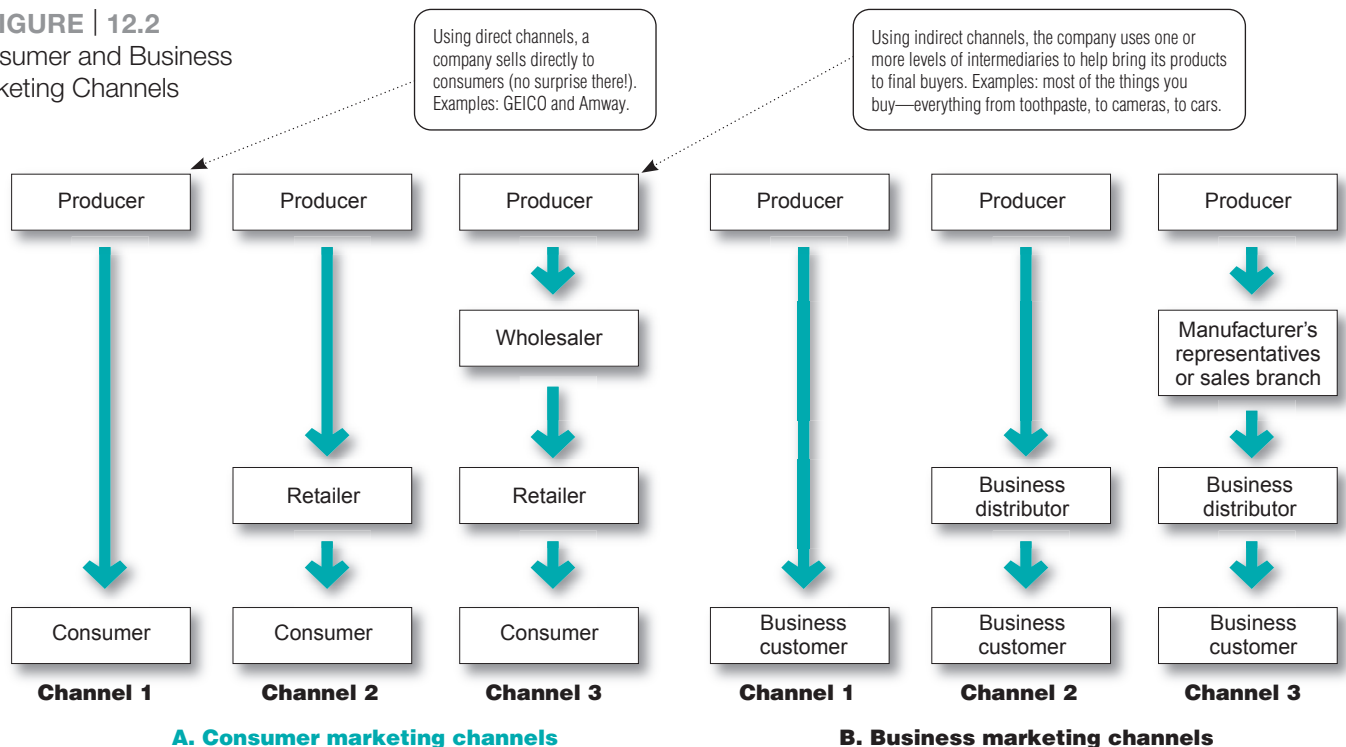 IGURE | 12.2
sumer and Business
keting Channels
Using direct channels, a
company sells directly to
consumers (no surprise there!).
Examples: GEICO and Amway.
Using indirect channels, the company uses one or
more levels of intermediaries to help bring its products
to final buyers. Examples: most of the things you
buy—everything from toothpaste, to cameras, to cars.
Producer
Producer
Producer
Producer
Producer
Producer
Wholesaler
Manufacturer’s
representatives
or sales branch
Retailer
Retailer
Business
distributor
Business
distributor
Consumer
Consumer
Consumer
Business
customer
Business
customer
Business
customer
Channel 1
Channel 2
Channel 3
Channel 1
Channel 2
Channel 3
A. Consumer marketing channels
B. Business marketing channels